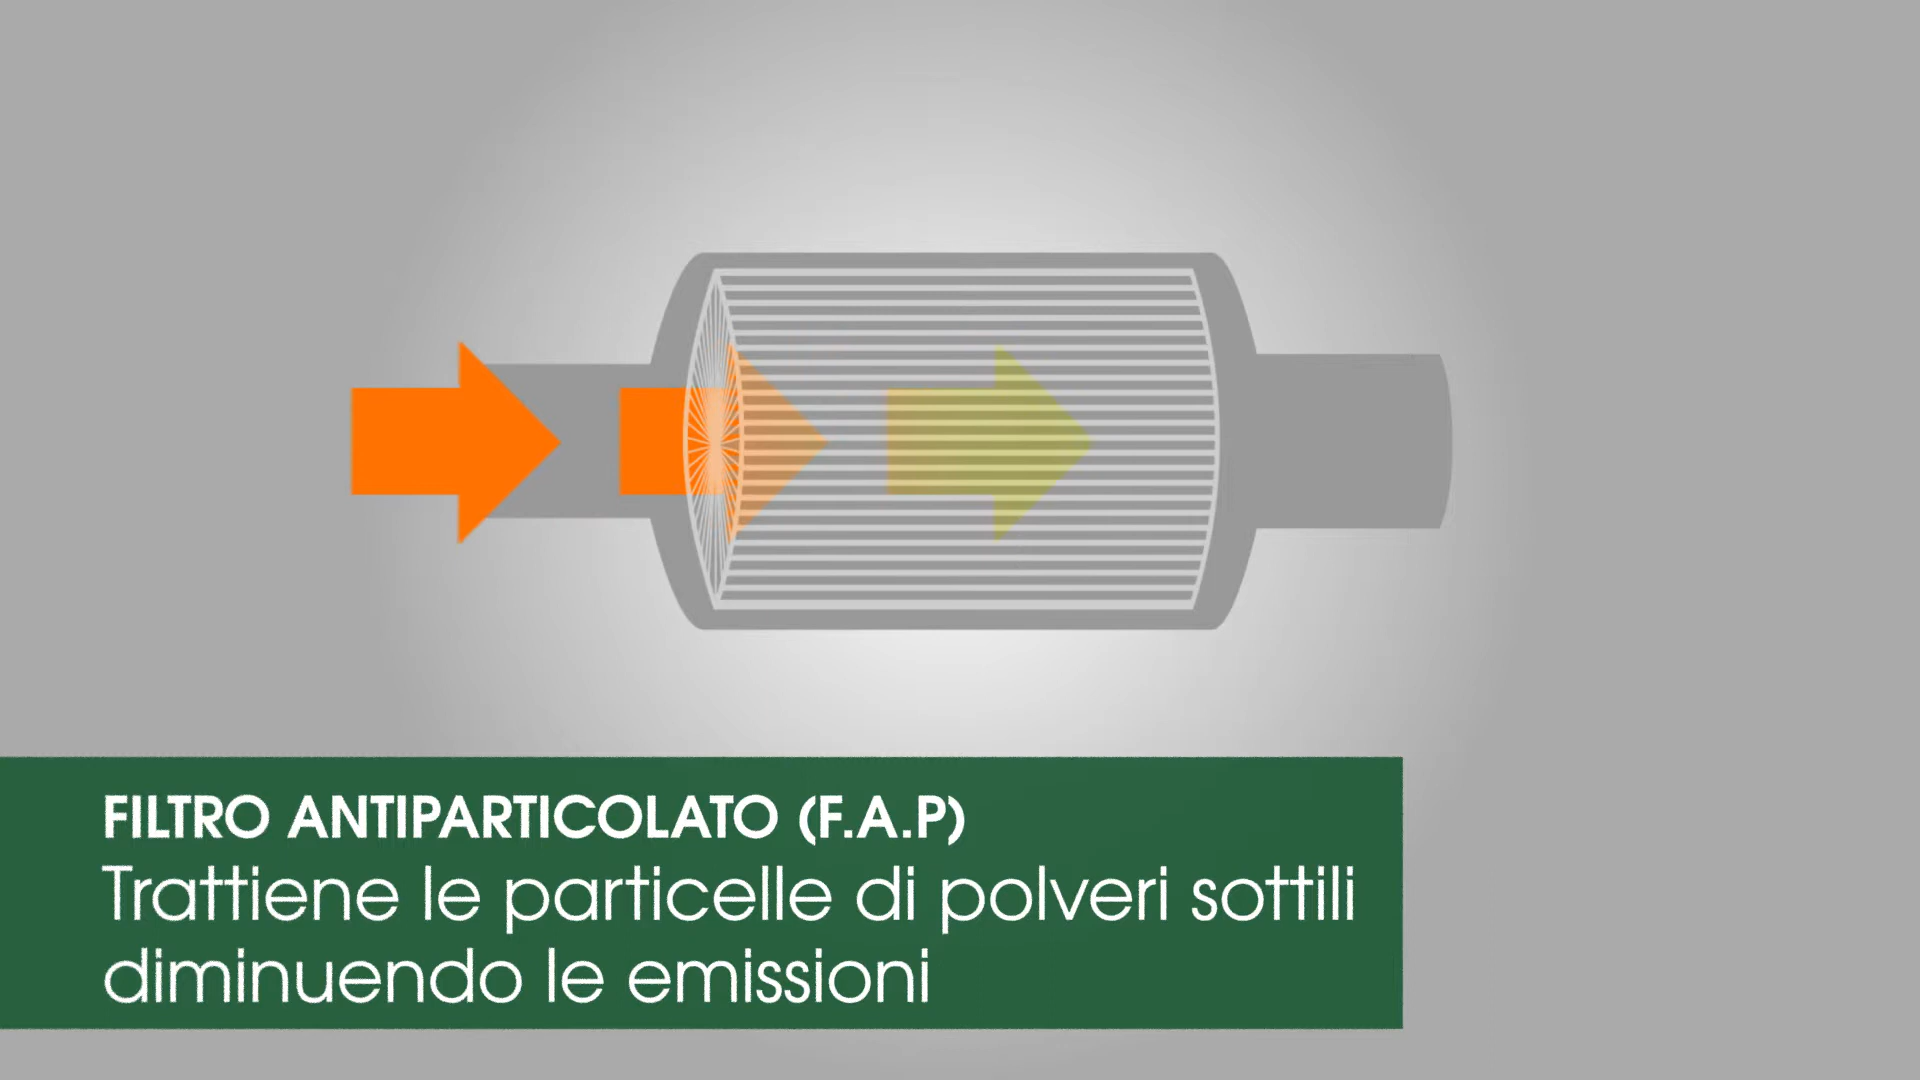 FILTRO ANTIPARTICOLATO (F.A.P)
Trattiene le particelle di polveri sottili
diminuendo le emissioni